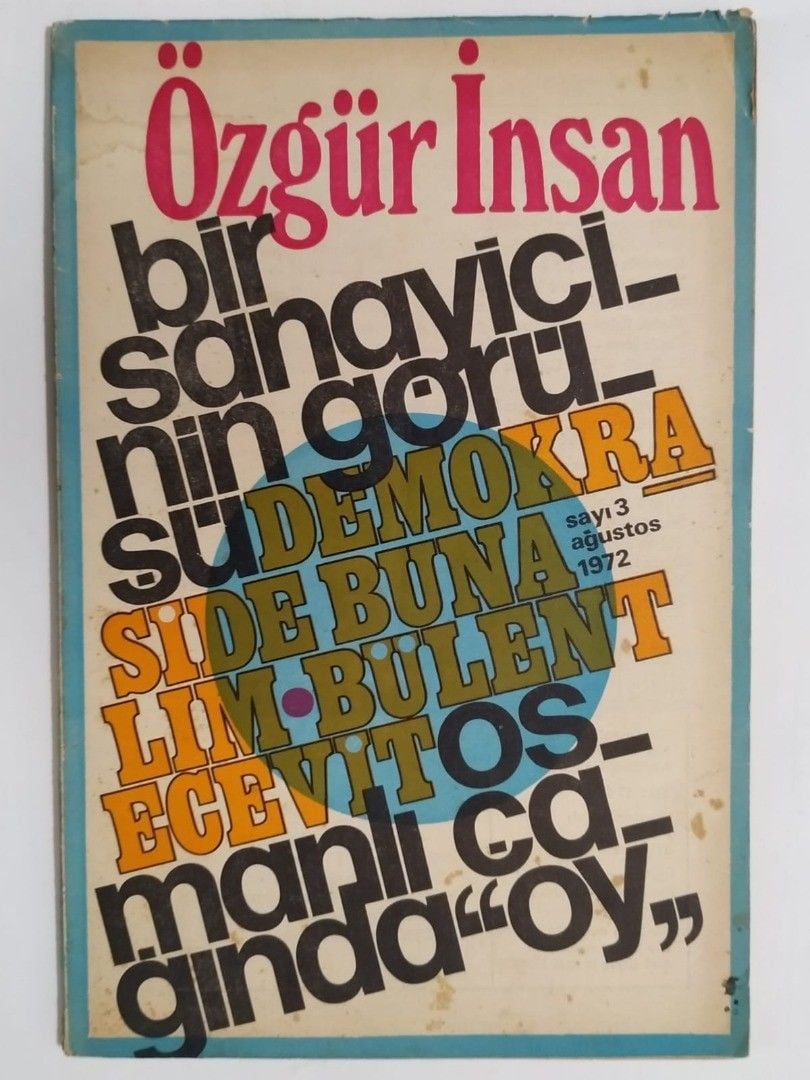 Özgür İnsan
bir
sanayici_
nin görü_
şü DEMOKRA
SİDE BUNA
LIM·BÜLENT
ECEVİT os_
manlı ça_
ğında “oy„
sayı 3
ağustos
1972